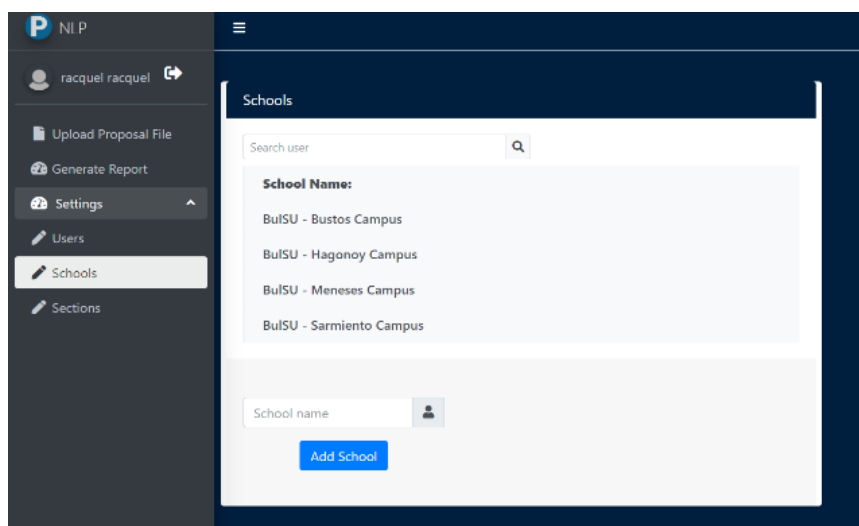 P NLP
racquel racquel
Upload Proposal File
Generate Report
Settings
Users
Schools
Sections
Schools
Search user
School Name:
BulSU - Bustos Campus
BulSU - Hagonoy Campus
BulSU - Meneses Campus
BulSU - Sarmiento Campus
School name
Add School